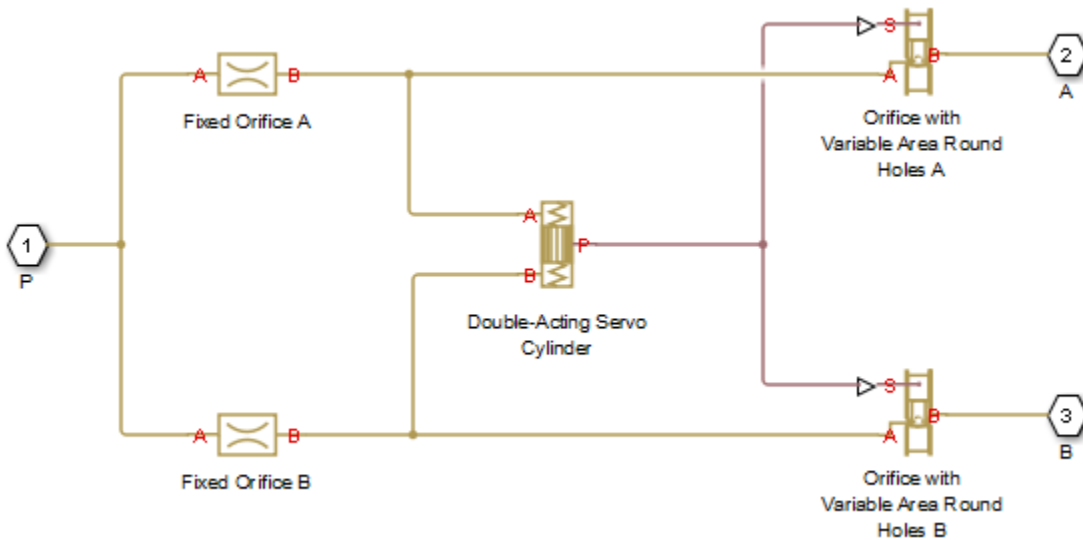 S
B
2
A
A
Orifice with
Variable Area Round
Holes A
A
B
Fixed Orifice A
1
P
A
P
B
Double-Acting Servo
Cylinder
S
B
3
B
A
Orifice with
Variable Area Round
Holes B
A
B
Fixed Orifice B